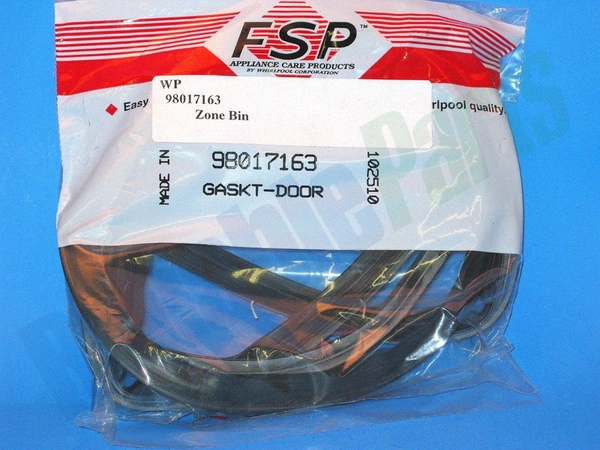 FSP
APPLIANCE CARE PRODUCTS
BY WHIRLPOOL CORPORATION
WP
98017163
Zone Bin
Easy
rlpool quality.
MADE IN
98017163
GASKT-DOOR
102510